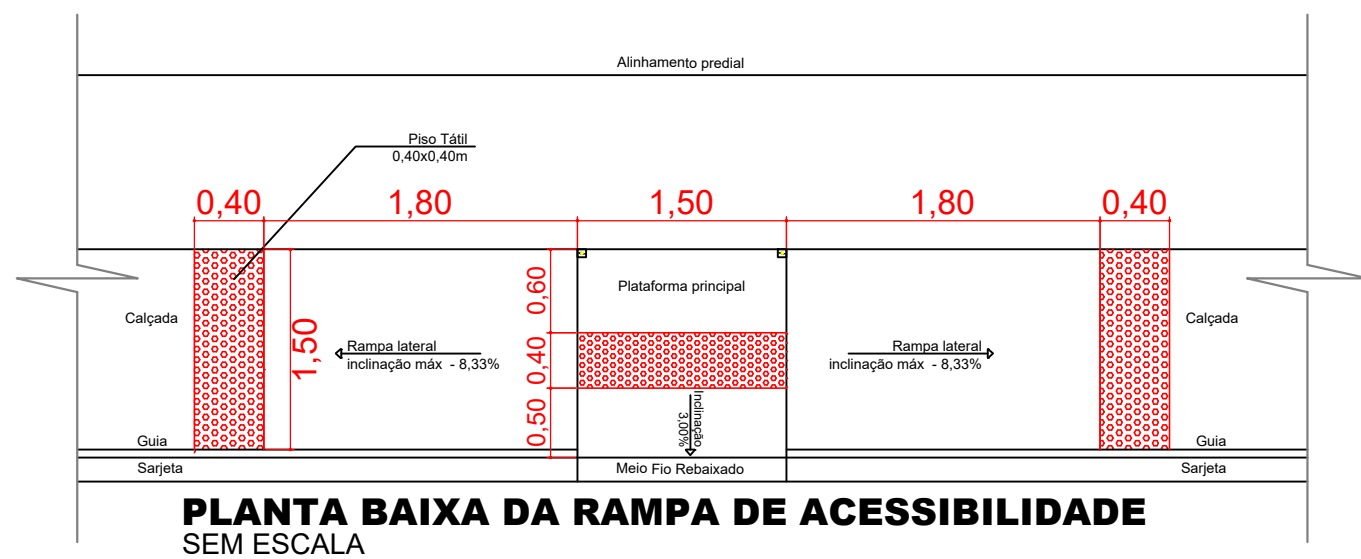 Alinhamento predial
Piso Tátil
0,40x0,40m
0,40
1,80
1,50
1,80
0,40
Plataforma principal
0,60
Calçada
Calçada
1,50
Rampa lateral
inclinação máx - 8,33%
0,40
Rampa lateral
inclinação máx - 8,33%
Inclinação
3,00%
0,50
Guia
Guia
Sarjeta
Meio Fio Rebaixado
Sarjeta
PLANTA BAIXA DA RAMPA DE ACESSIBILIDADE
SEM ESCALA